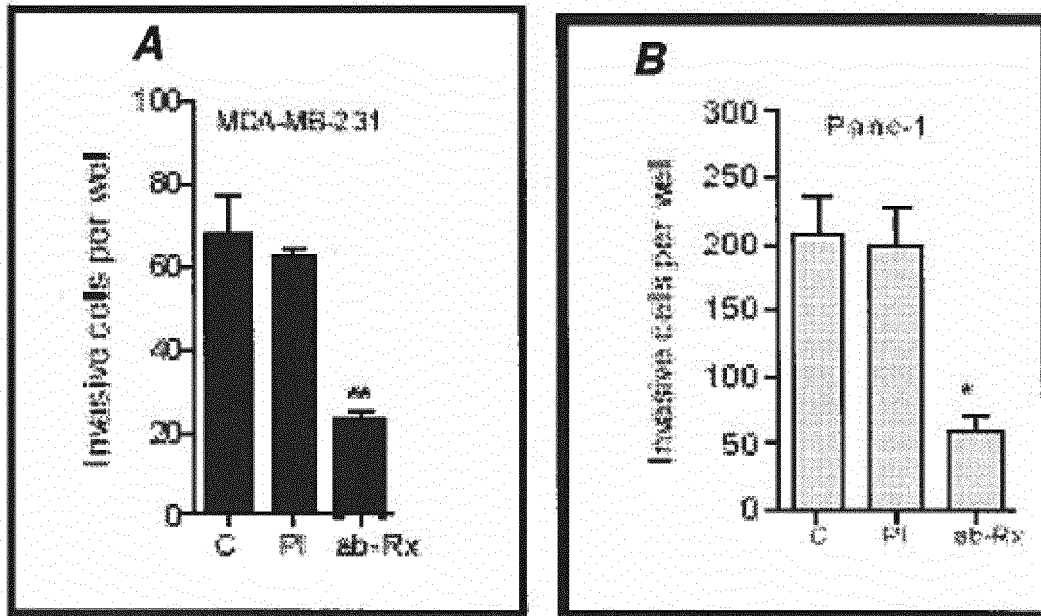 A
MDA-MB-231
Invasive cells per well
100
80
60
40
20
0
C PI ab-Rx
**
B
Panc-1
Invasive cells per well
300
250
200
150
100
50
0
C PI ab-Rx
*